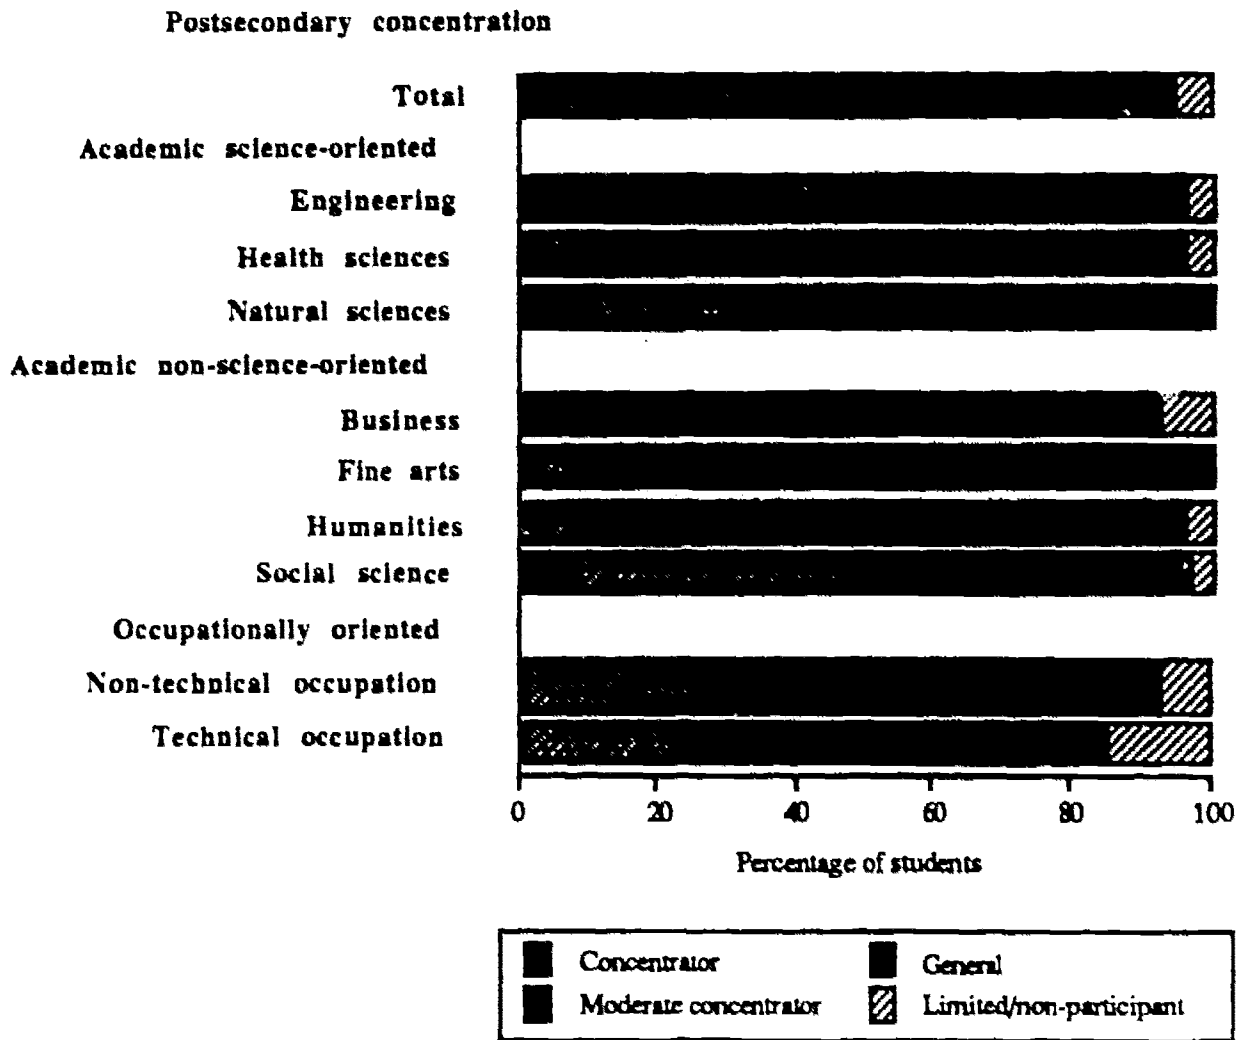 Postsecondary concentration
Total
Academic science-oriented
Engineering
Health sciences
Natural sciences
Academic non-science-oriented
Business
Fine arts
Humanities
Social science
Occupationally oriented
Non-technical occupation
Technical occupation
0 20 40 60 80 100
Percentage of students
Concentrator General
Moderate concentrator Limited/non-participant